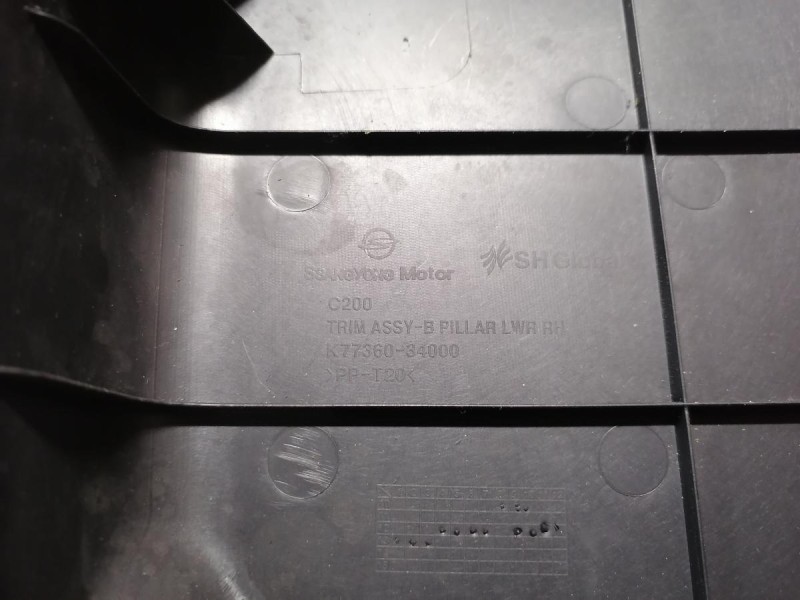 SSANGYONG Motor
SH Global
C200
TRIM ASSY-B PILLAR LWR RH
K77360-34000
>PP-T20<